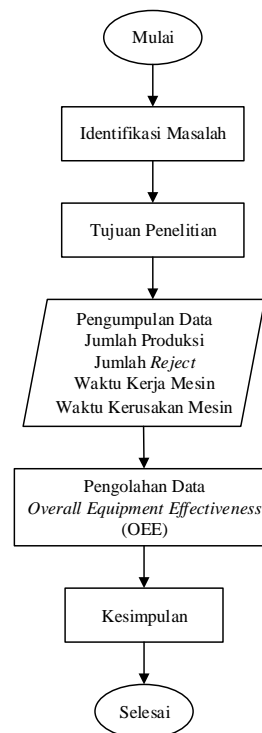 Mulai
Identifikasi Masalah
Tujuan Penelitian
Pengumpulan Data
Jumlah Produksi
Jumlah Reject
Waktu Kerja Mesin
Waktu Kerusakan Mesin
Pengolahan Data
Overall Equipment Effectiveness
(OEE)
Kesimpulan
Selesai